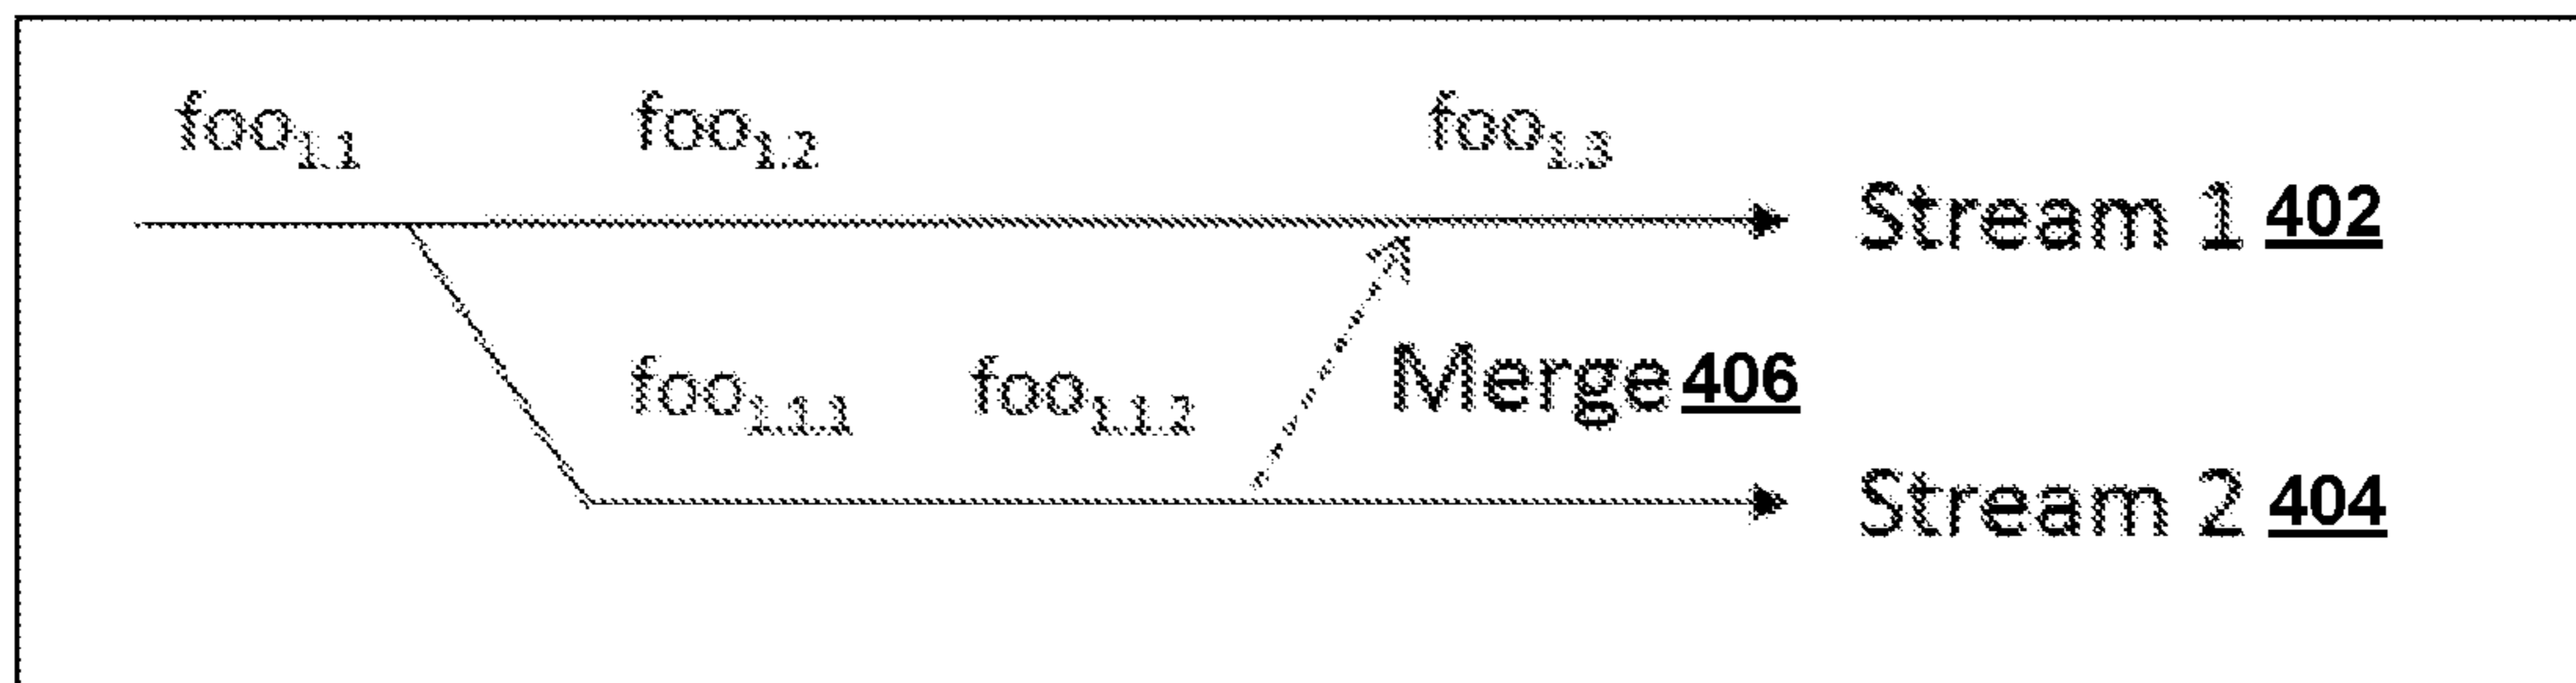 foo1.1 foo1.2 foo1.3
Stream 1 402
foo1.1.1 foo1.1.2 Merge 406
Stream 2 404